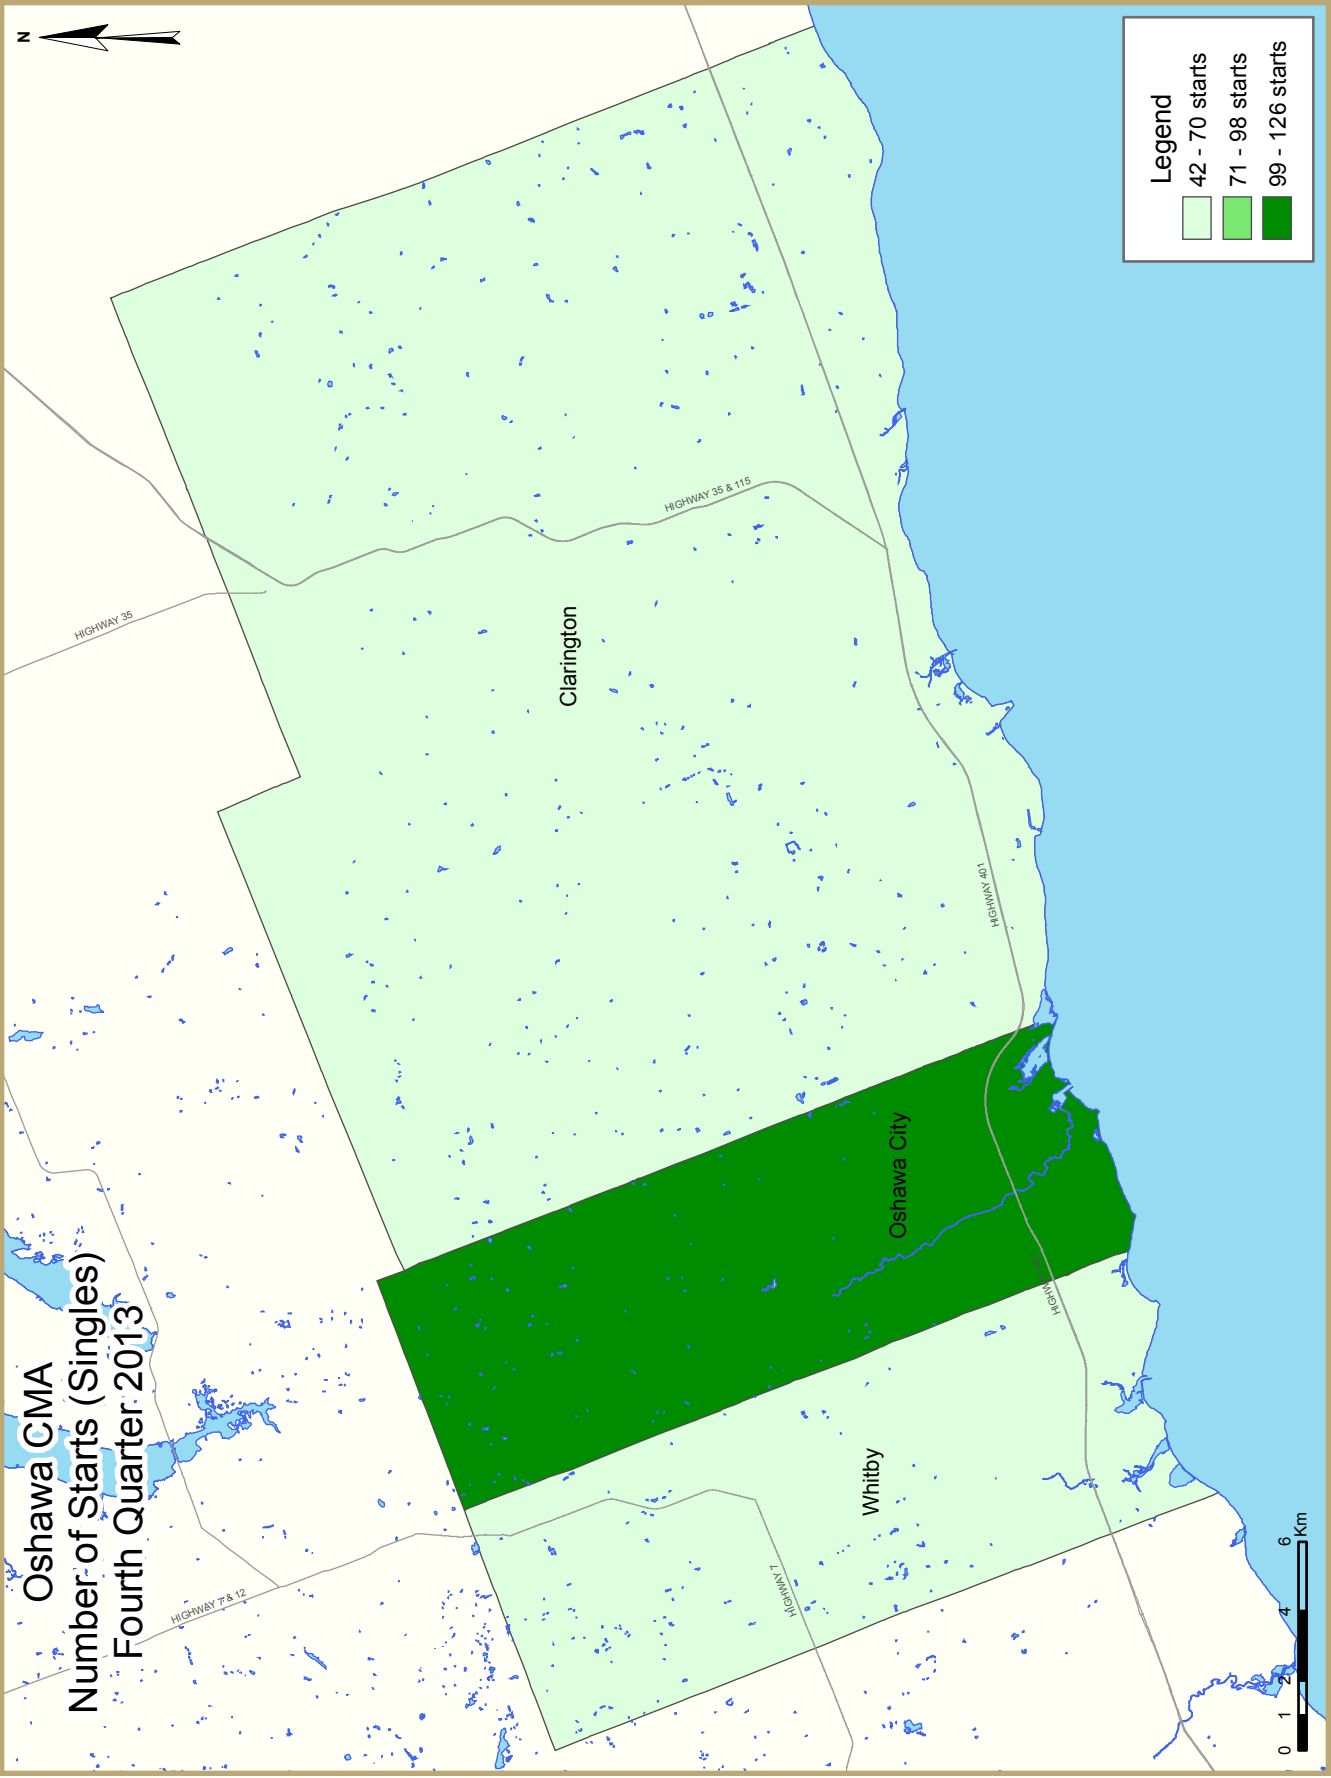 Oshawa CMA
Number of Starts (Singles)
Fourth Quarter 2013
N
HIGHWAY 7 & 12
HIGHWAY 35
HIGHWAY 35 & 115
Clarington
HIGHWAY 401
Oshawa City
Whitby
HIGHWAY 7
Legend
42 - 70 starts
71 - 98 starts
99 - 126 starts
0 1 2 4 6
Km